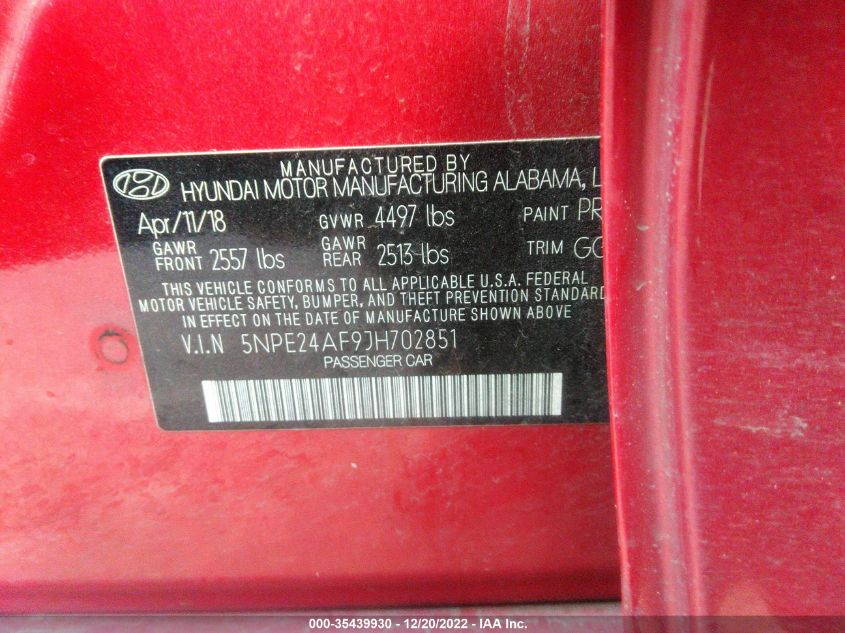 MANUFACTURED BY
HYUNDAI MOTOR MANUFACTURING ALABAMA, L
Apr/11/18 GVWR 4497 lbs PAINT PR
GAWR FRONT 2557 lbs GAWR REAR 2513 lbs TRIM GG
THIS VEHICLE CONFORMS TO ALL APPLICABLE U.S.A. FEDERAL
MOTOR VEHICLE SAFETY, BUMPER, AND THEFT PREVENTION STANDARD
IN EFFECT ON THE DATE OF MANUFACTURE SHOWN ABOVE
V.I.N 5NPE24AF9JH702851
PASSENGER CAR
000-35439930 - 12/20/2022 - IAA Inc.